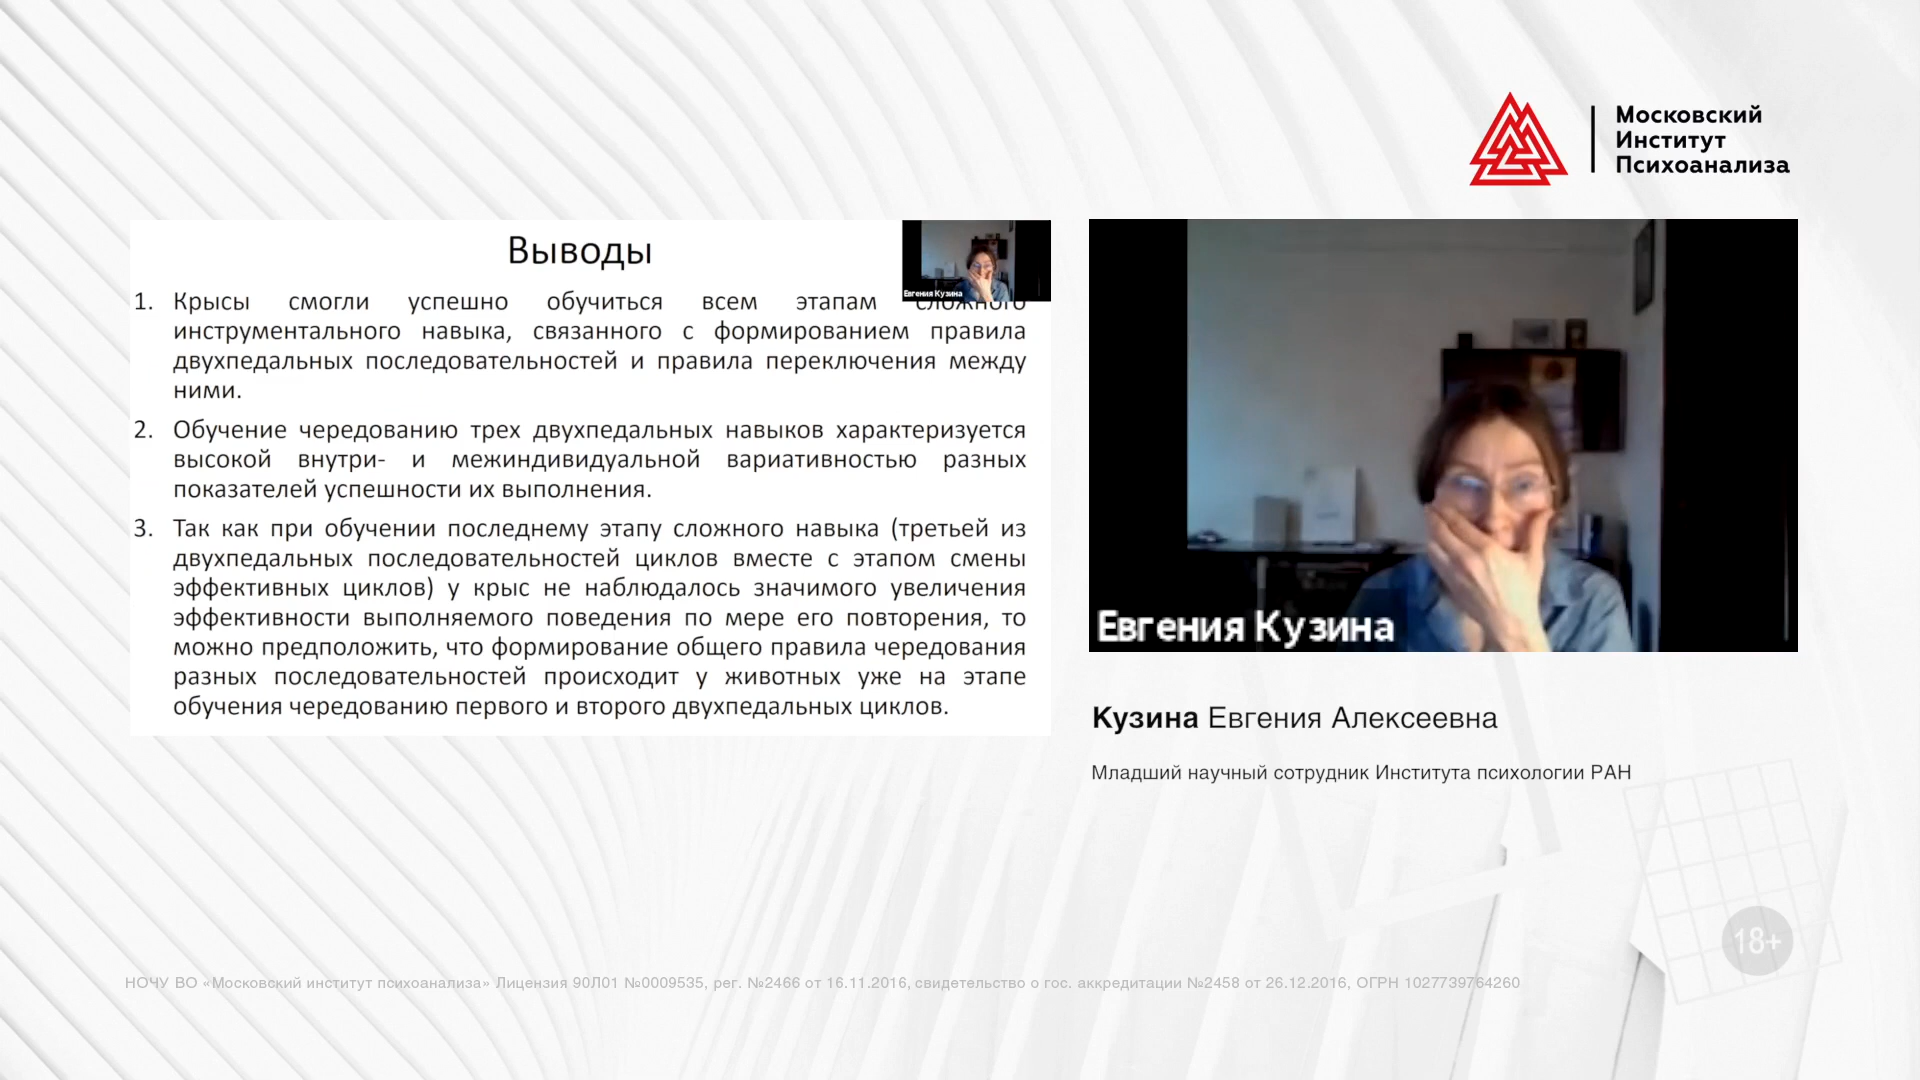 Московский
Институт
Психоанализа
Выводы
Евгения Кузина
1. Крысы смогли успешно обучиться всем этапам сложного
инструментального навыка, связанного с формированием правила
двухпедальных последовательностей и правила переключения между
ними.
2. Обучение чередованию трех двухпедальных навыков характеризуется
высокой внутри- и межиндивидуальной вариативностью разных
показателей успешности их выполнения.
3. Так как при обучении последнему этапу сложного навыка (третьей из
двухпедальных последовательностей циклов вместе с этапом смены
эффективных циклов) у крыс не наблюдалось значимого увеличения
эффективности выполняемого поведения по мере его повторения, то
можно предположить, что формирование общего правила чередования
разных последовательностей происходит у животных уже на этапе
обучения чередованию первого и второго двухпедальных циклов.
Евгения Кузина
Кузина Евгения Алексеевна
Младший научный сотрудник Института психологии РАН
18+
НОЧУ ВО «Московский институт психоанализа» Лицензия 90Л01 №0009535, рег. №2466 от 16.11.2016, свидетельство о гос. аккредитации №2458 от 26.12.2016, ОГРН 1027739764260